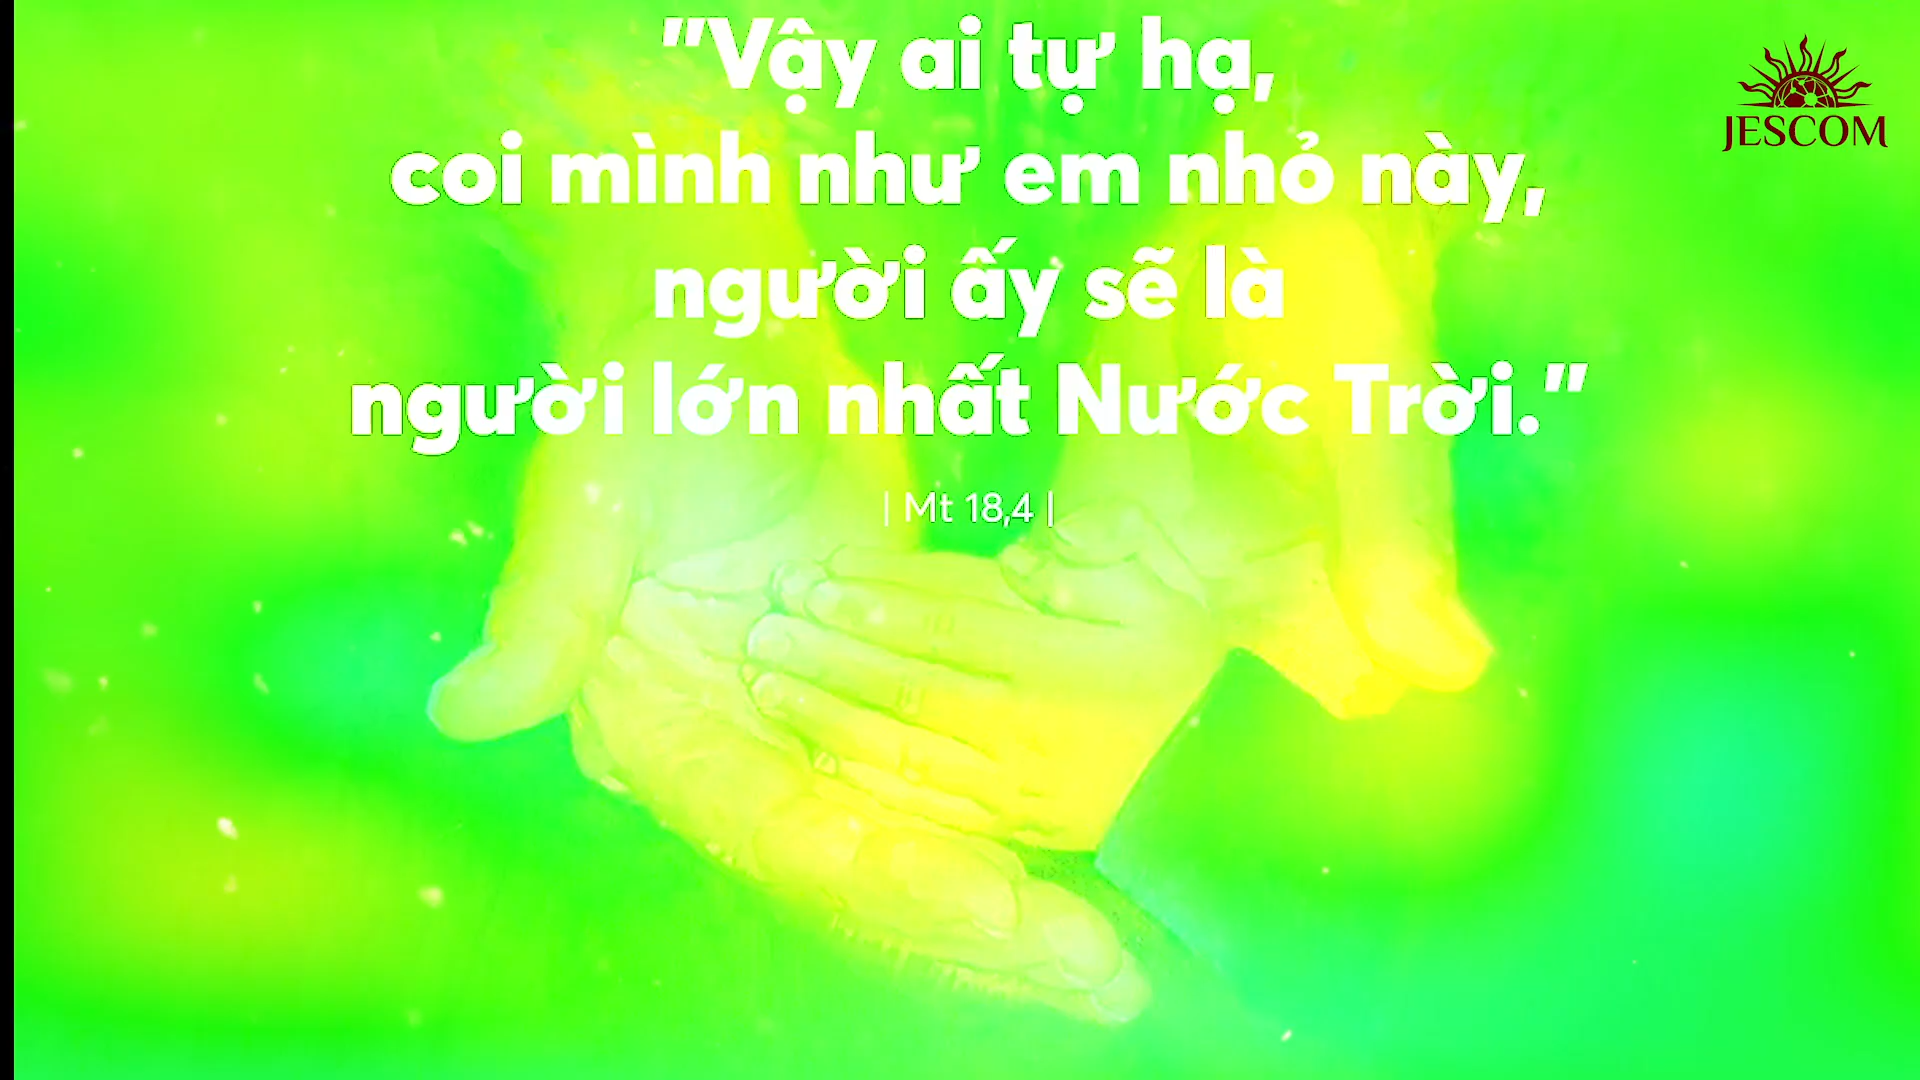 "Vậy ai tự hạ,
coi mình như em nhỏ này,
người ấy sẽ là
người lớn nhất Nước Trời."
| Mt 18,4 |
JESCOM